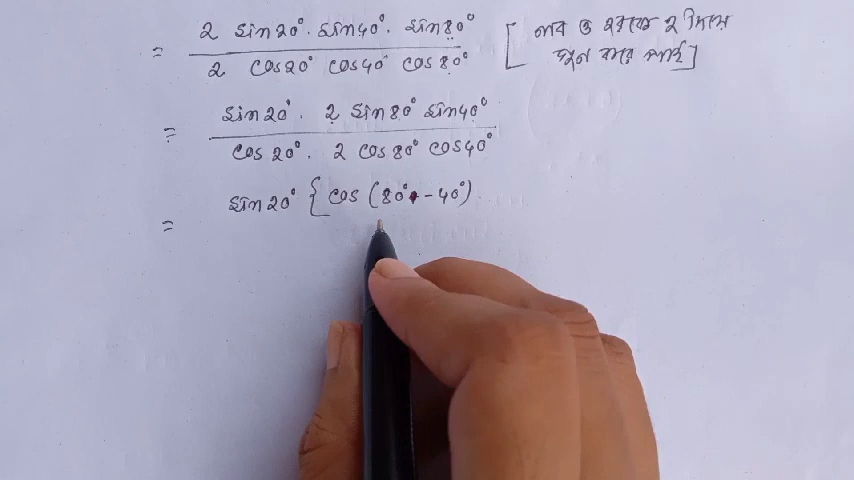 = 2 sin20°. sin40°. sin80° / 2 cos20° cos40° cos80° [লব ও হরকে 2 দিয়ে গুণ করে পাই]
= sin20°. 2 sin80° sin40° / cos20°. 2 cos80° cos40°
= sin20° { cos (80° - 40°)